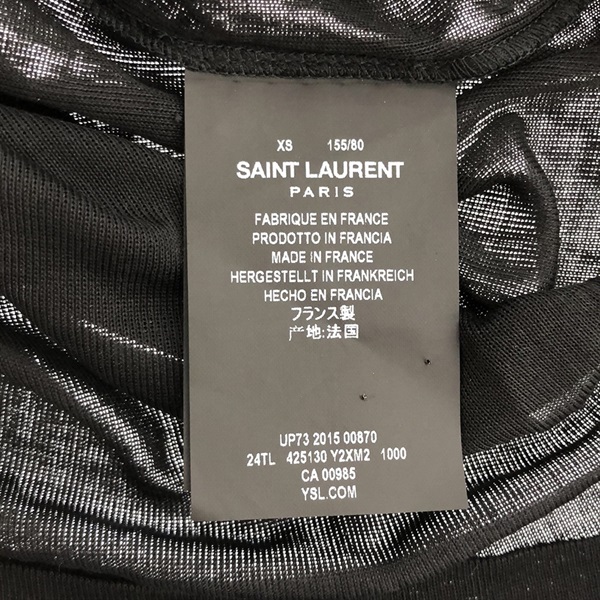 XS 155/80
SAINT LAURENT
PARIS
FABRIQUE EN FRANCE
PRODOTTO IN FRANCIA
MADE IN FRANCE
HERGESTELLT IN FRANKREICH
HECHO EN FRANCIA
フランス製
产地:法国
UP73 2015 00870
24TL 425130 Y2XM2 1000
CA 00985
YSL.COM